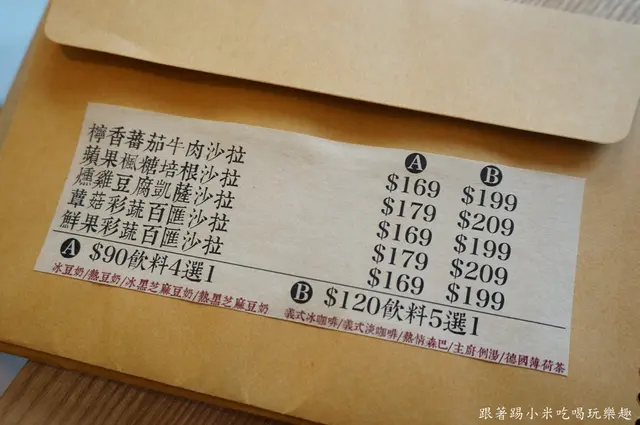 Ⓐ Ⓑ
檸香蕃茄牛肉沙拉 $169 $199
蘋果楓糖培根沙拉 $179 $209
燻雞豆腐凱薩沙拉 $169 $199
蕈菇彩蔬百匯沙拉 $179 $209
鮮果彩蔬百匯沙拉 $169 $199
Ⓐ $90飲料4選1
冰豆奶/熱豆奶/冰黑芝麻豆奶/熱黑芝麻豆奶
Ⓑ $120飲料5選1
義式冰咖啡/義式淡咖啡/熱情森巴/主廚例湯/德國薄荷茶
跟著踢小米吃喝玩樂趣